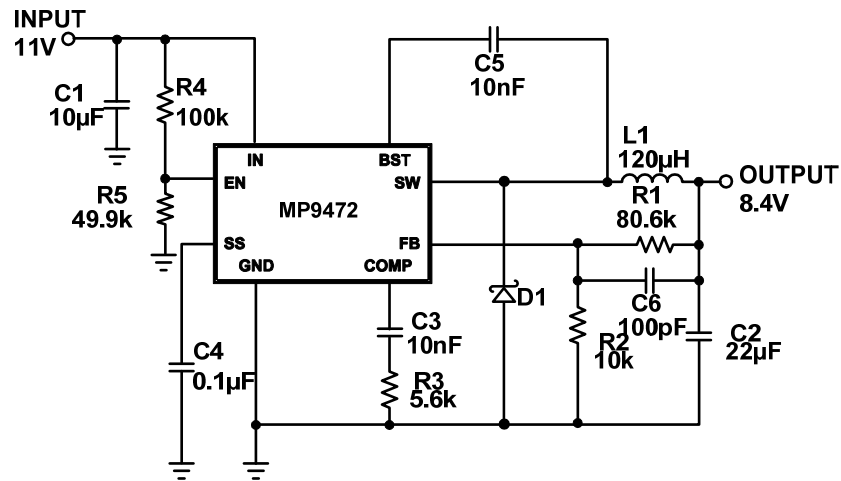 INPUT
11V
C1
10µF
R4
100k
C5
10nF
L1
120µH
OUTPUT
8.4V
R1
80.6k
R5
49.9k
IN
BST
EN
SW
MP9472
SS
FB
GND
COMP
D1
C6
100pF
R2
10k
C2
22µF
C3
10nF
R3
5.6k
C4
0.1µF